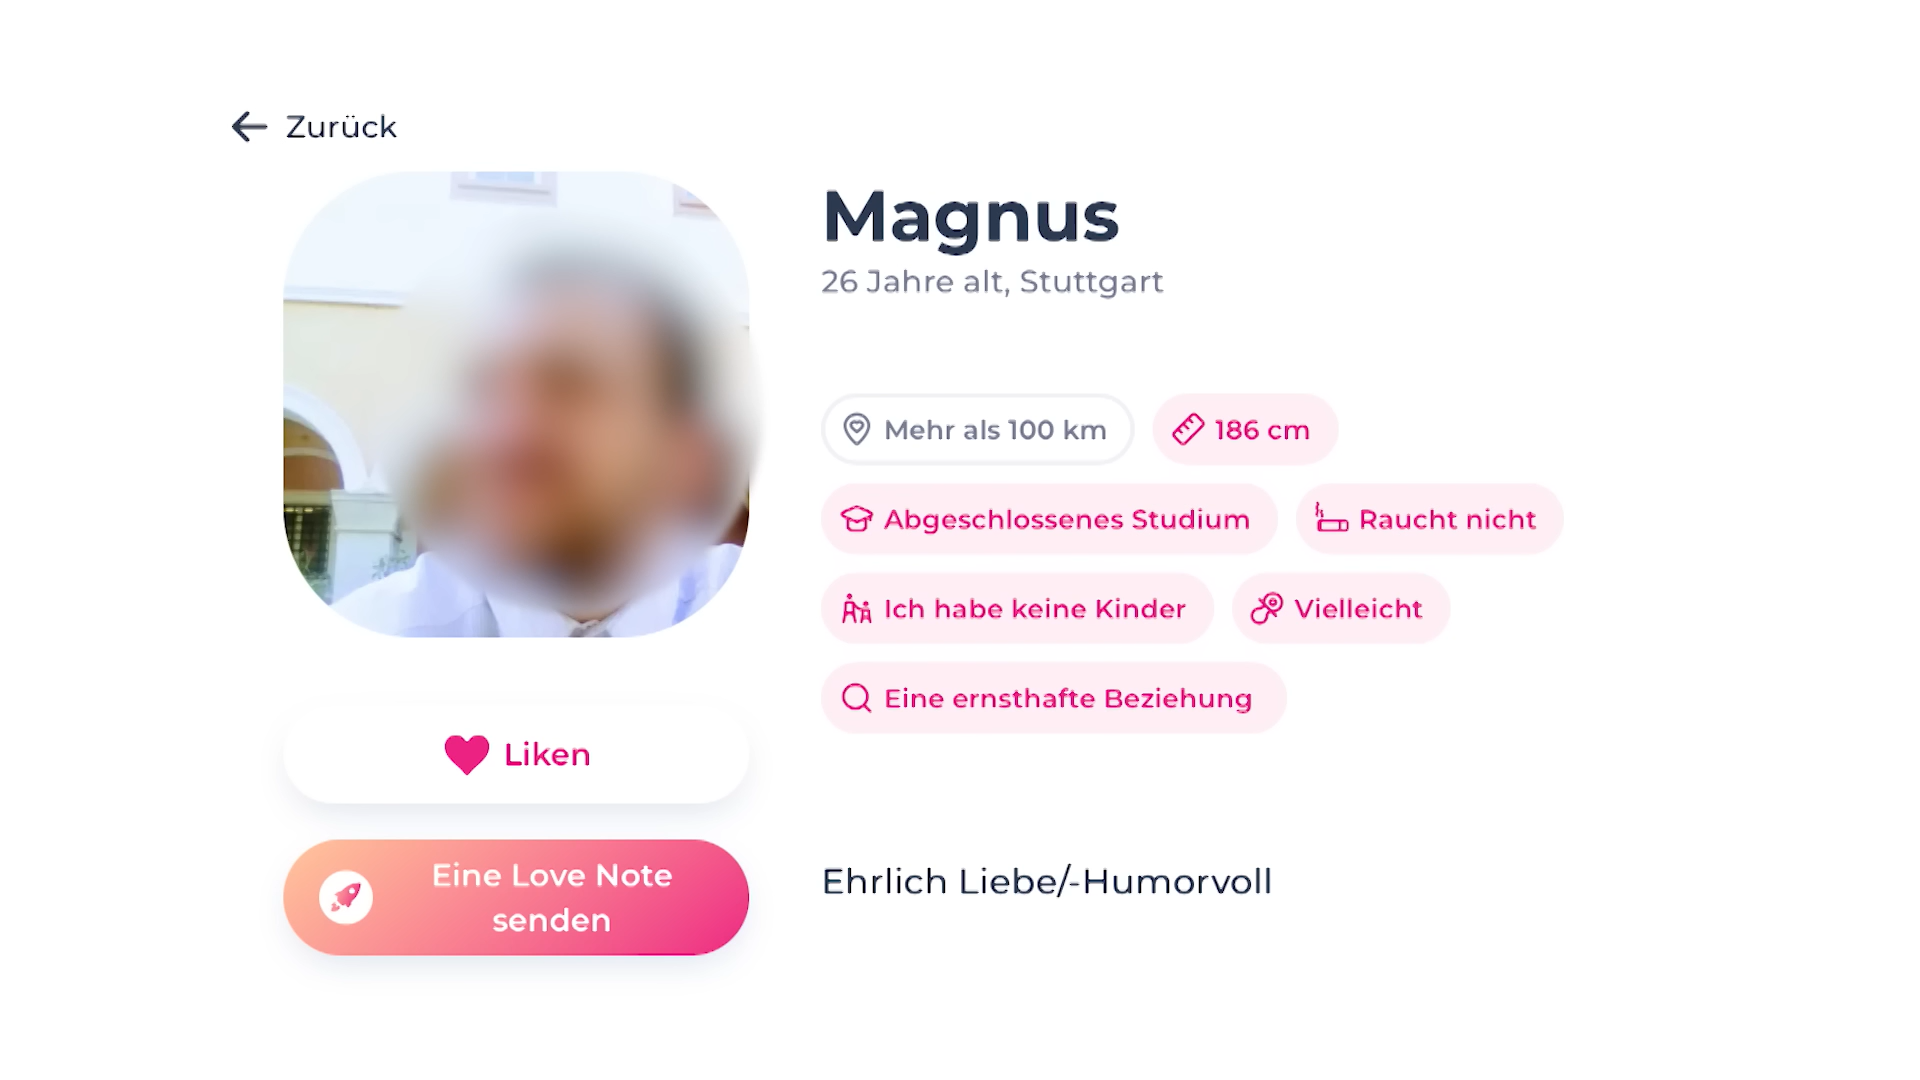 Zurück
Magnus
26 Jahre alt, Stuttgart
Mehr als 100 km
186 cm
Abgeschlossenes Studium
Raucht nicht
Ich habe keine Kinder
Vielleicht
Eine ernsthafte Beziehung
Liken
Eine Love Note
senden
Ehrlich Liebe/-Humorvoll